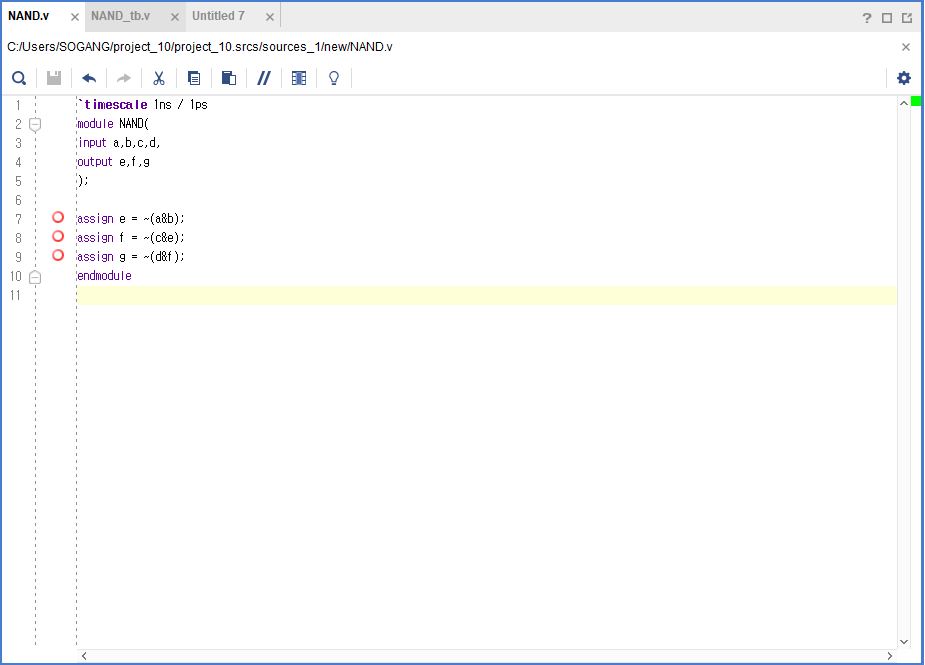 NAND.v NAND_tb.v Untitled 7
C:/Users/SOGANG/project_10/project_10.srcs/sources_1/new/NAND.v
1 `timescale 1ns / 1ps
2 module NAND(
3 input a,b,c,d,
4 output e,f,g
5 );
6
7 assign e = ~(a&b);
8 assign f = ~(c&e);
9 assign g = ~(d&f);
10 endmodule
11